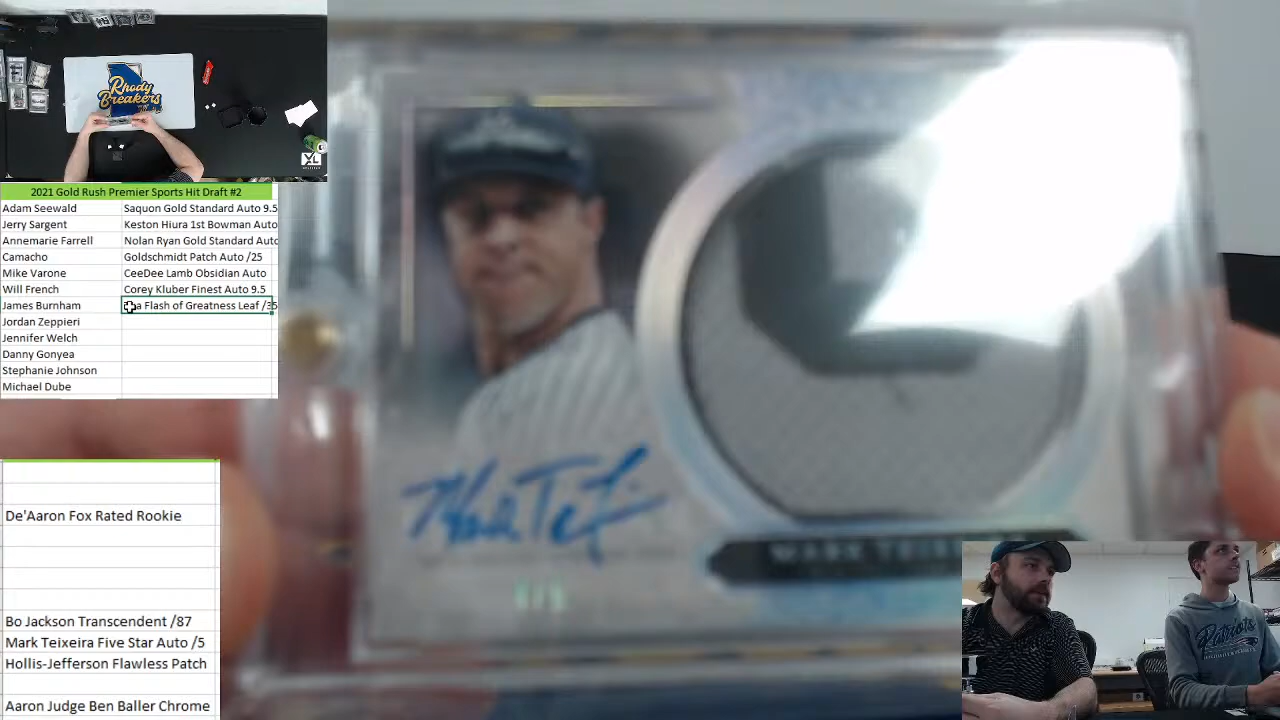 Rhody
Breakers
XL
2021 Gold Rush Premier Sports Hit Draft #2
Adam Seewald Saquon Gold Standard Auto 9.5
Jerry Sargent Keston Hiura 1st Bowman Auto
Annemarie Farrell Nolan Ryan Gold Standard Auto
Camacho Goldschmidt Patch Auto /25
Mike Varone CeeDee Lamb Obsidian Auto
Will French Corey Kluber Finest Auto 9.5
James Burnham Flash of Greatness Leaf /35
Jordan Zeppieri
Jennifer Welch
Danny Gonyea
Stephanie Johnson
Michael Dube
De'Aaron Fox Rated Rookie
Bo Jackson Transcendent /87
Mark Teixeira Five Star Auto /5
Hollis-Jefferson Flawless Patch
Aaron Judge Ben Baller Chrome
MARK
Patriots